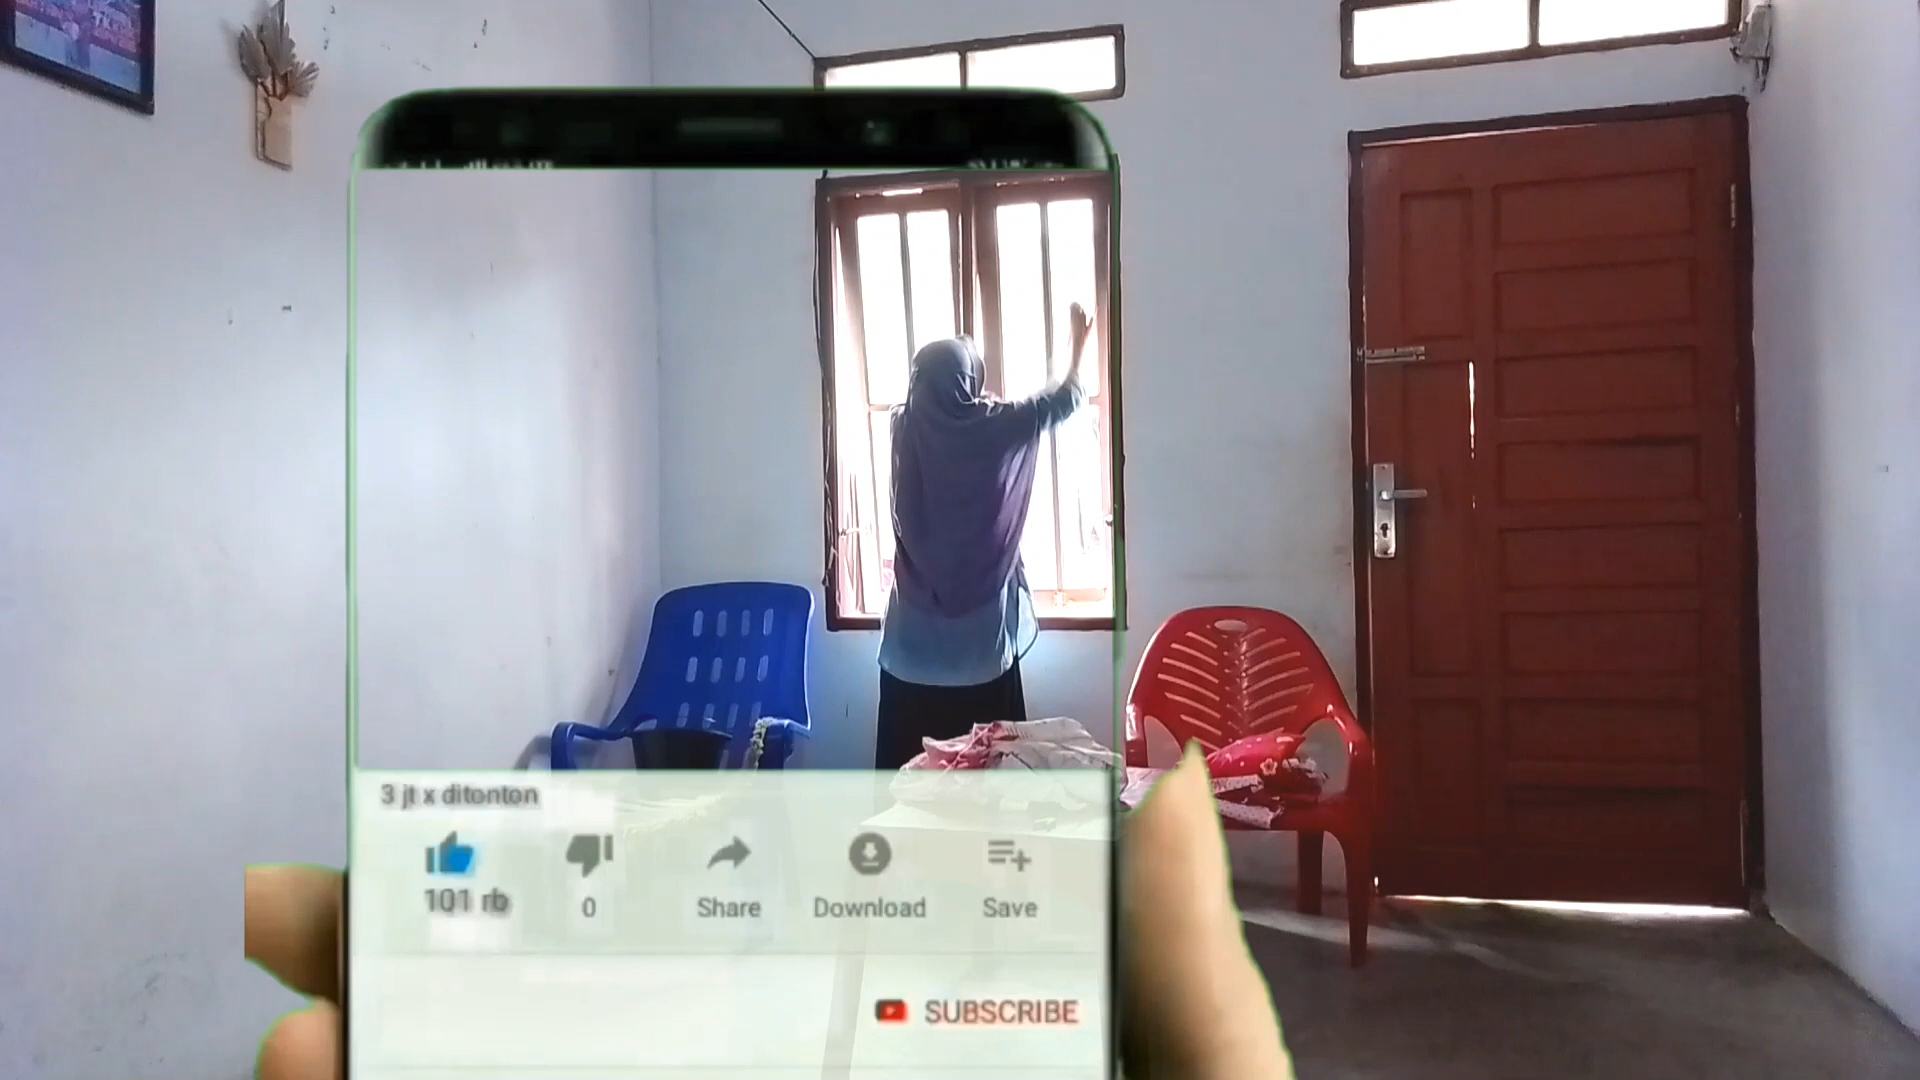 3 jt x ditonton
101 rb
0
Share
Download
Save
SUBSCRIBE